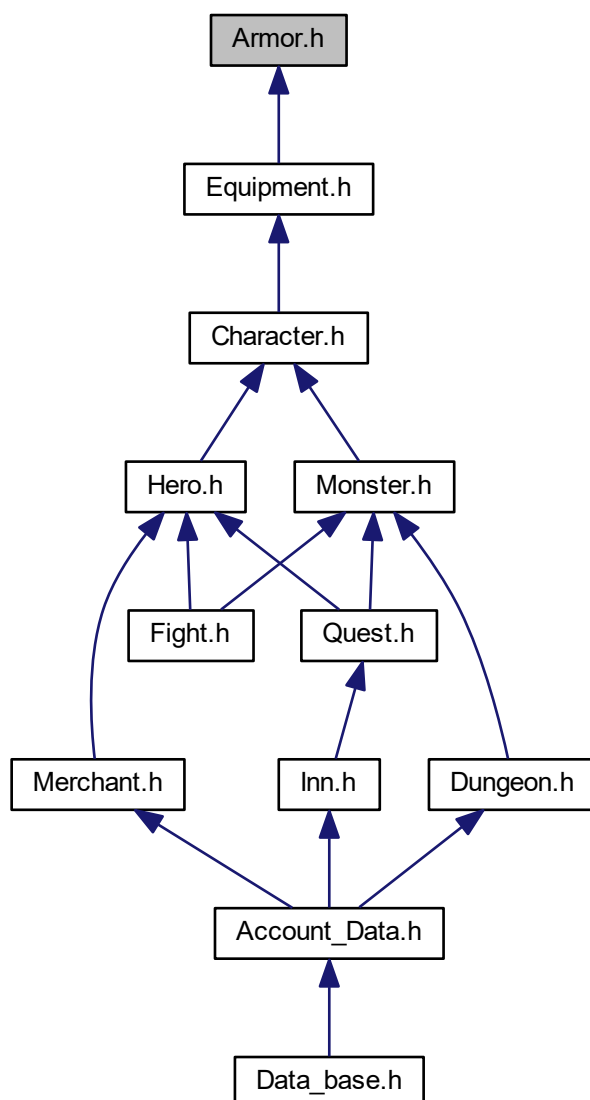 Armor.h
Equipment.h
Character.h
Hero.h
Monster.h
Fight.h
Quest.h
Merchant.h
Inn.h
Dungeon.h
Account_Data.h
Data_base.h